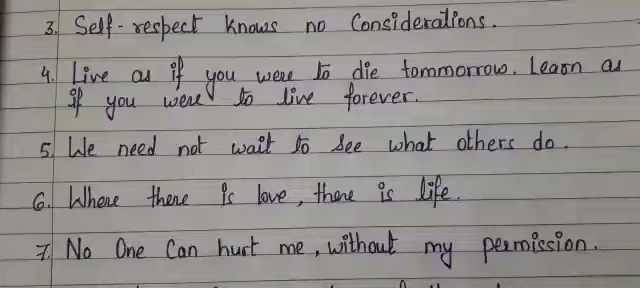 3. Self-respect knows no Considerations.
4. Live as if you were to die tommorrow. Learn as
if you were to live forever.
5. We need not wait to see what others do.
6. Where there is love, there is life.
7. No One Can hurt me, without my permission.